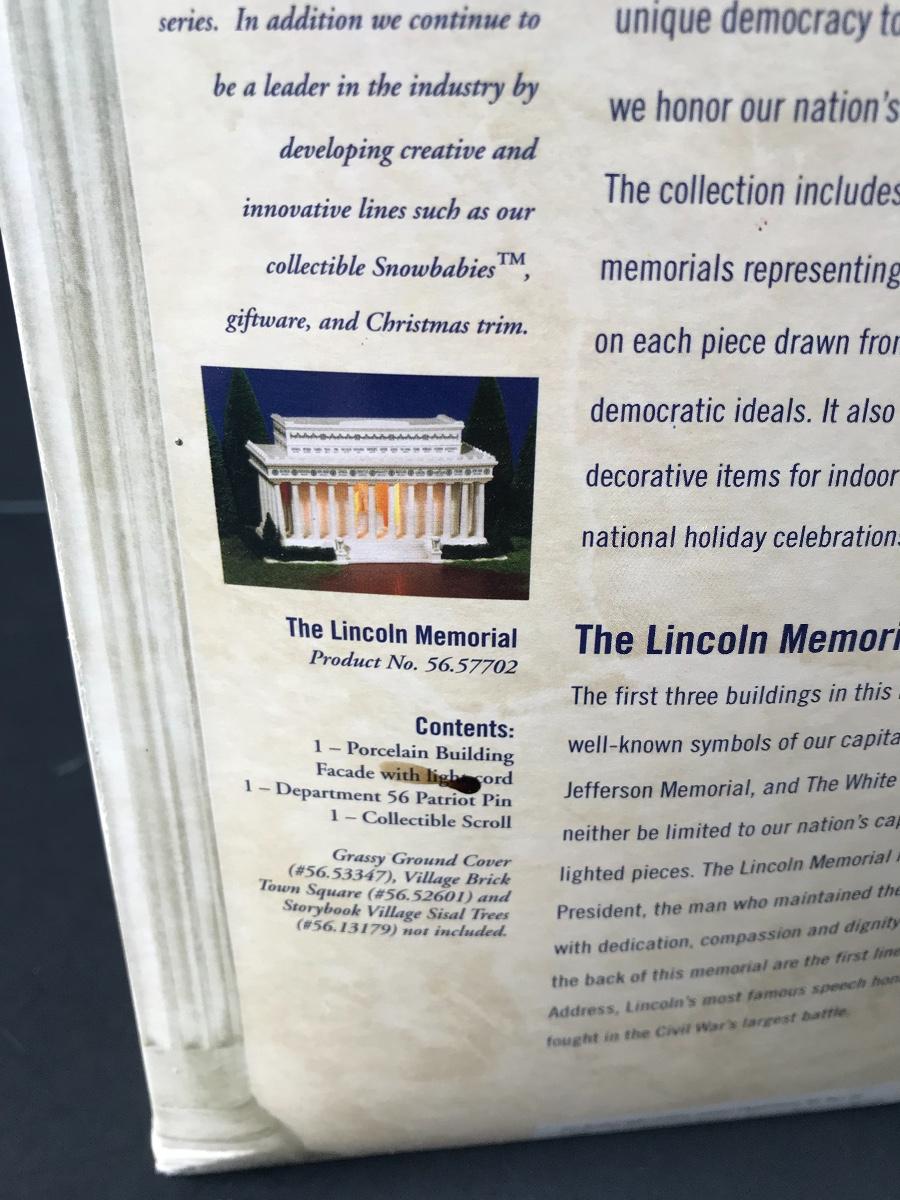 series. In addition we continue to
be a leader in the industry by
developing creative and
innovative lines such as our
collectible Snowbabies™,
giftware, and Christmas trim.
The Lincoln Memorial
Product No. 56.57702
Contents:
1 – Porcelain Building
Facade with light cord
1 – Department 56 Patriot Pin
1 – Collectible Scroll
Grassy Ground Cover
(#56.53347), Village Brick
Town Square (#56.52601) and
Storybook Village Sisal Trees
(#56.13179) not included.
unique democracy to
we honor our nation's
The collection includes
memorials representing
on each piece drawn from
democratic ideals. It also
decorative items for indoor
national holiday celebrations
The Lincoln Memori
The first three buildings in this
well-known symbols of our capita
Jefferson Memorial, and The White
neither be limited to our nation's cap
lighted pieces. The Lincoln Memorial
President, the man who maintained the
with dedication, compassion and dignity
the back of this memorial are the first line
Address, Lincoln's most famous speech hon
fought in the Civil War's largest battle.